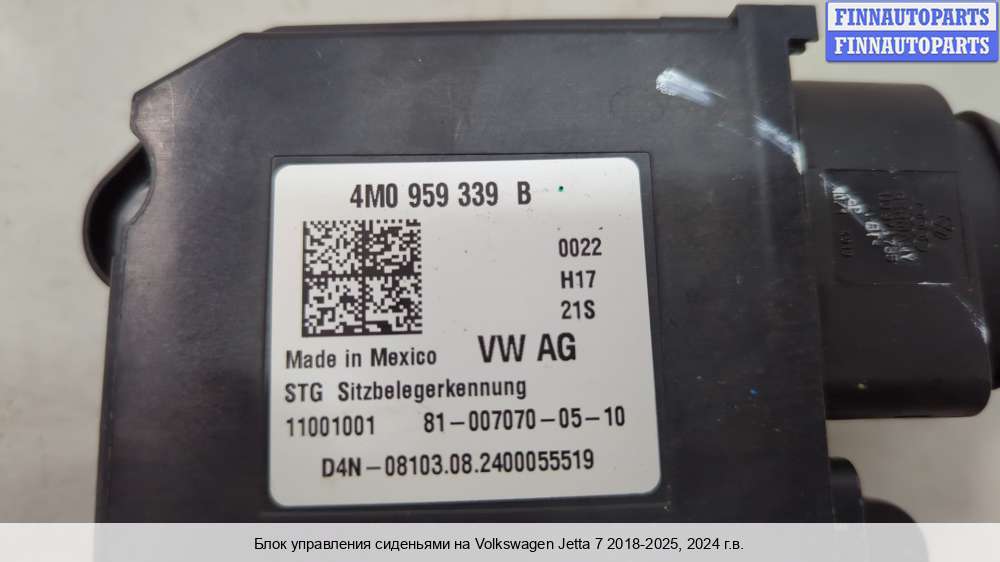 FINNAUTOPARTS
FINNAUTOPARTS
4M0 959 339 B
0022
H17
21S
Made in Mexico VW AG
STG Sitzbelegerkennung
11001001 81-007070-05-10
D4N-08103.08.2400055519
Блок управления сиденьями на Volkswagen Jetta 7 2018-2025, 2024 г.в.